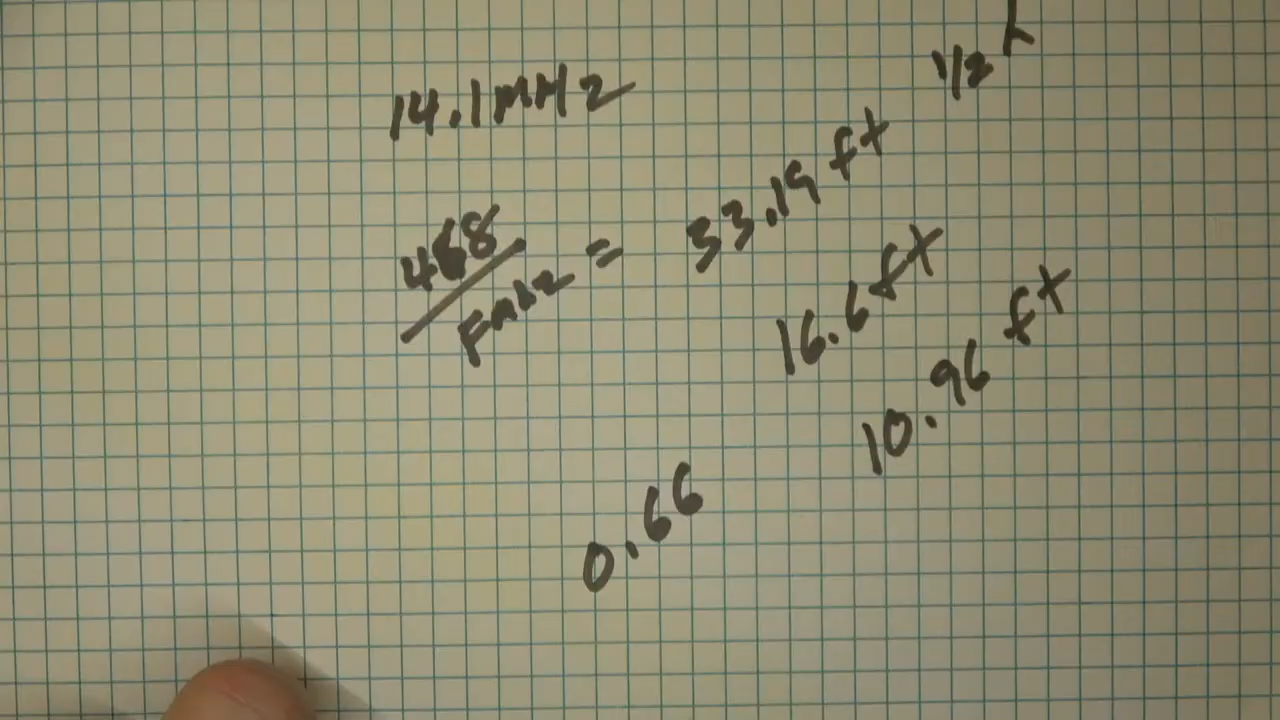 14.1MHz
1/2 λ
468
FMHz
= 33.19 ft
16.6 ft
10.96 ft
0.66